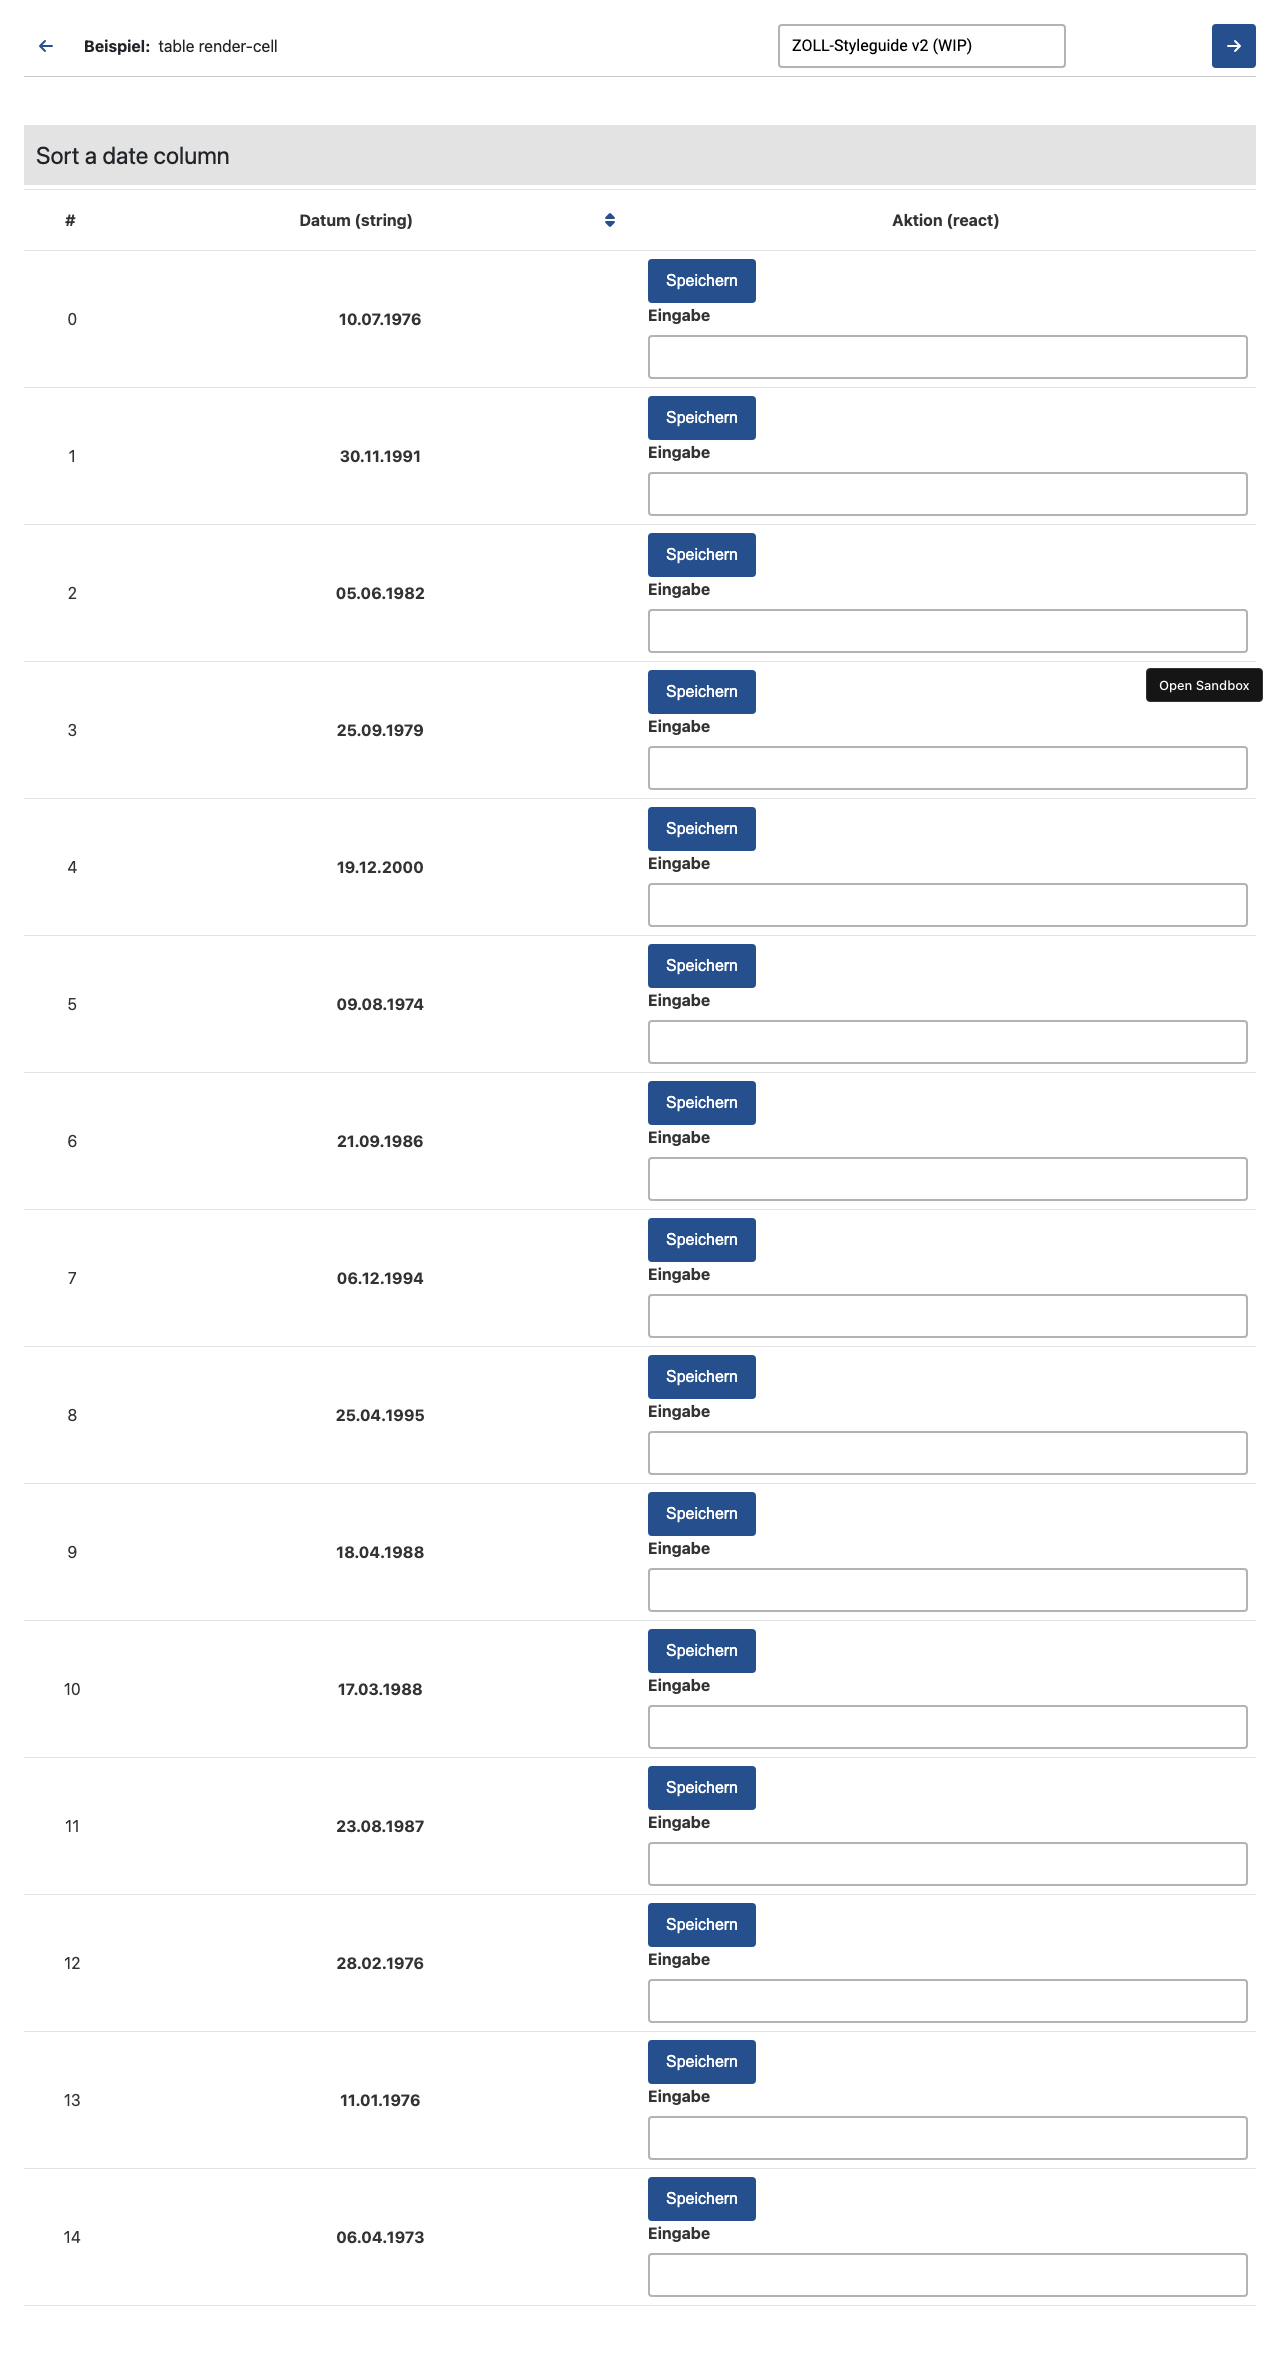 Beispiel: table render-cell
ZOLL-Styleguide v2 (WIP)
Sort a date column
# Datum (string) Aktion (react)
Speichern
0 10.07.1976 Eingabe
Speichern
1 30.11.1991 Eingabe
Speichern
2 05.06.1982 Eingabe
Open Sandbox
Speichern
3 25.09.1979 Eingabe
Speichern
4 19.12.2000 Eingabe
Speichern
5 09.08.1974 Eingabe
Speichern
6 21.09.1986 Eingabe
Speichern
7 06.12.1994 Eingabe
Speichern
8 25.04.1995 Eingabe
Speichern
9 18.04.1988 Eingabe
Speichern
10 17.03.1988 Eingabe
Speichern
11 23.08.1987 Eingabe
Speichern
12 28.02.1976 Eingabe
Speichern
13 11.01.1976 Eingabe
Speichern
14 06.04.1973 Eingabe